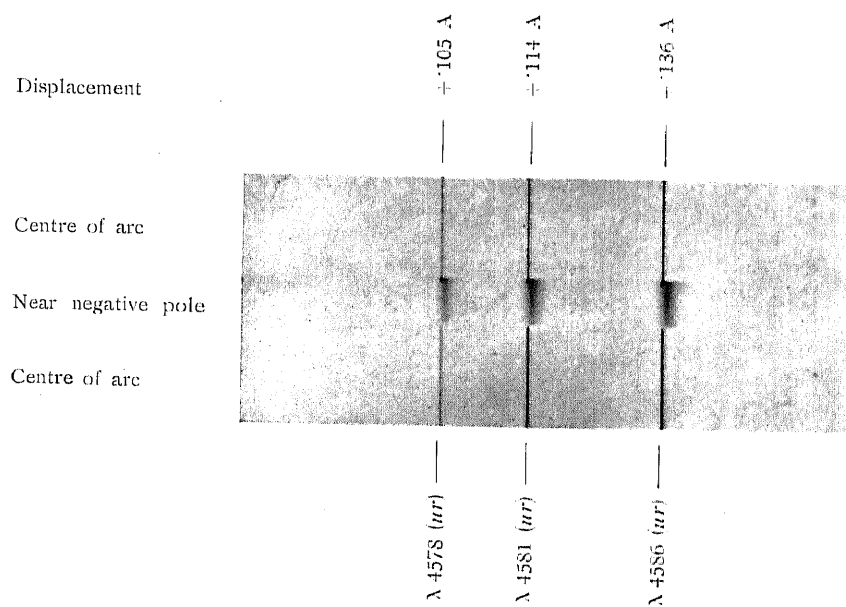 Displacement
+ ·105 A
+ ·114 A
- ·136 A
Centre of arc
Near negative pole
Centre of arc
λ 4578 (ur)
λ 4581 (ur)
λ 4586 (ur)